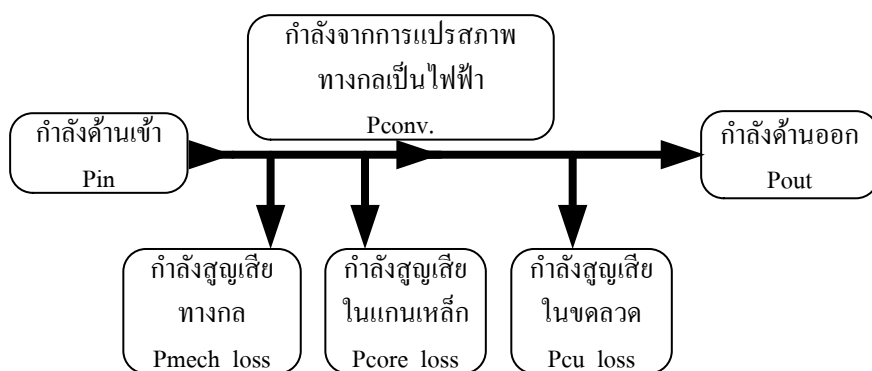 กำลังจากการแปรสภาพ
ทางกลเป็นไฟฟ้า
Pconv.
กำลังด้านเข้า
Pin
กำลังด้านออก
Pout
กำลังสูญเสีย
ทางกล
Pmech loss
กำลังสูญเสีย
ในแกนเหล็ก
Pcore loss
กำลังสูญเสีย
ในขดลวด
Pcu loss